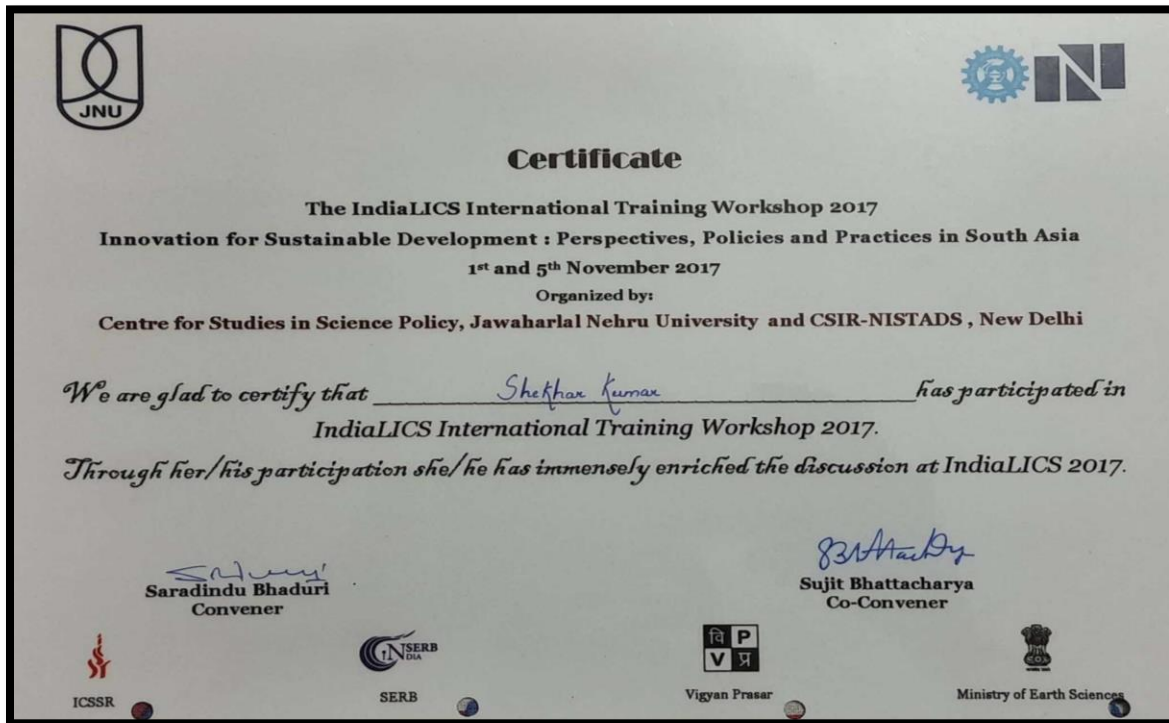 JNU
Certificate
The IndiaLICS International Training Workshop 2017
Innovation for Sustainable Development : Perspectives, Policies and Practices in South Asia
1st and 5th November 2017
Organized by:
Centre for Studies in Science Policy, Jawaharlal Nehru University and CSIR-NISTADS , New Delhi
We are glad to certify that Shekhar Kumar has participated in
IndiaLICS International Training Workshop 2017.
Through her/his participation she/he has immensely enriched the discussion at IndiaLICS 2017.
Saradindu Bhaduri
Convener
Sujit Bhattacharya
Co-Convener
SERB
INDIA
वि P
V प्र
ICSSR
SERB
Vigyan Prasar
Ministry of Earth Sciences